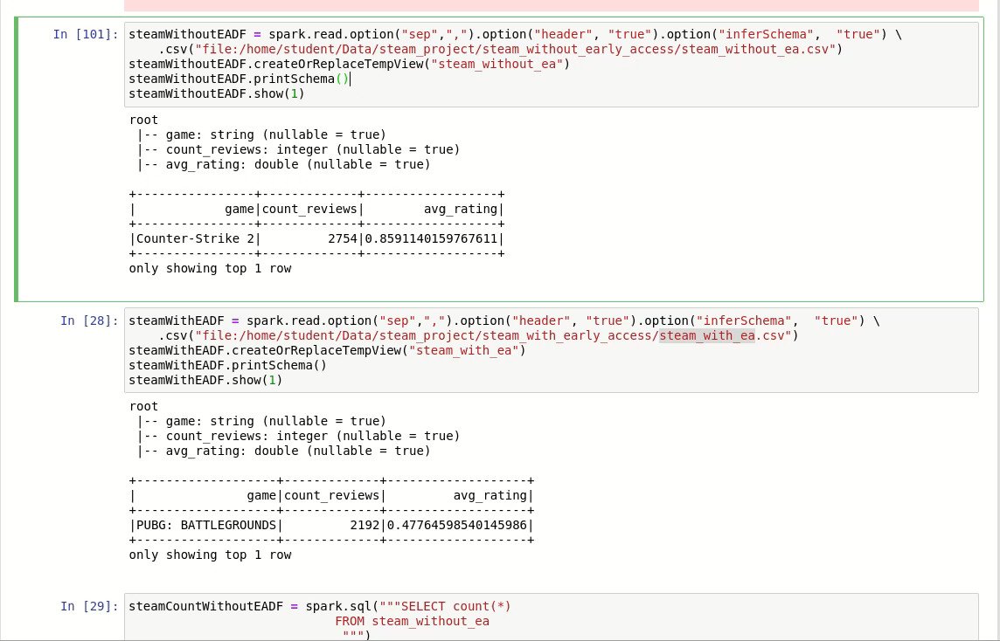 In [101]: steamWithoutEADF = spark.read.option("sep",",").option("header", "true").option("inferSchema",  "true") \
    .csv("file:/home/student/Data/steam_project/steam_without_early_access/steam_without_ea.csv")
steamWithoutEADF.createOrReplaceTempView("steam_without_ea")
steamWithoutEADF.printSchema()
steamWithoutEADF.show(1)
root
 |-- game: string (nullable = true)
 |-- count_reviews: integer (nullable = true)
 |-- avg_rating: double (nullable = true)
+----------------+-------------+------------------+
|            game|count_reviews|        avg_rating|
+----------------+-------------+------------------+
|Counter-Strike 2|         2754|0.8591140159767611|
+----------------+-------------+------------------+
only showing top 1 row
In [28]: steamWithEADF = spark.read.option("sep",",").option("header", "true").option("inferSchema",  "true") \
    .csv("file:/home/student/Data/steam_project/steam_with_early_access/steam_with_ea.csv")
steamWithEADF.createOrReplaceTempView("steam_with_ea")
steamWithEADF.printSchema()
steamWithEADF.show(1)
root
 |-- game: string (nullable = true)
 |-- count_reviews: integer (nullable = true)
 |-- avg_rating: double (nullable = true)
+-------------------+-------------+-------------------+
|               game|count_reviews|         avg_rating|
+-------------------+-------------+-------------------+
|PUBG: BATTLEGROUNDS|         2192|0.47764598540145986|
+-------------------+-------------+-------------------+
only showing top 1 row
In [29]: steamCountWithoutEADF = spark.sql("""SELECT count(*)
                            FROM steam_without_ea
                             """)